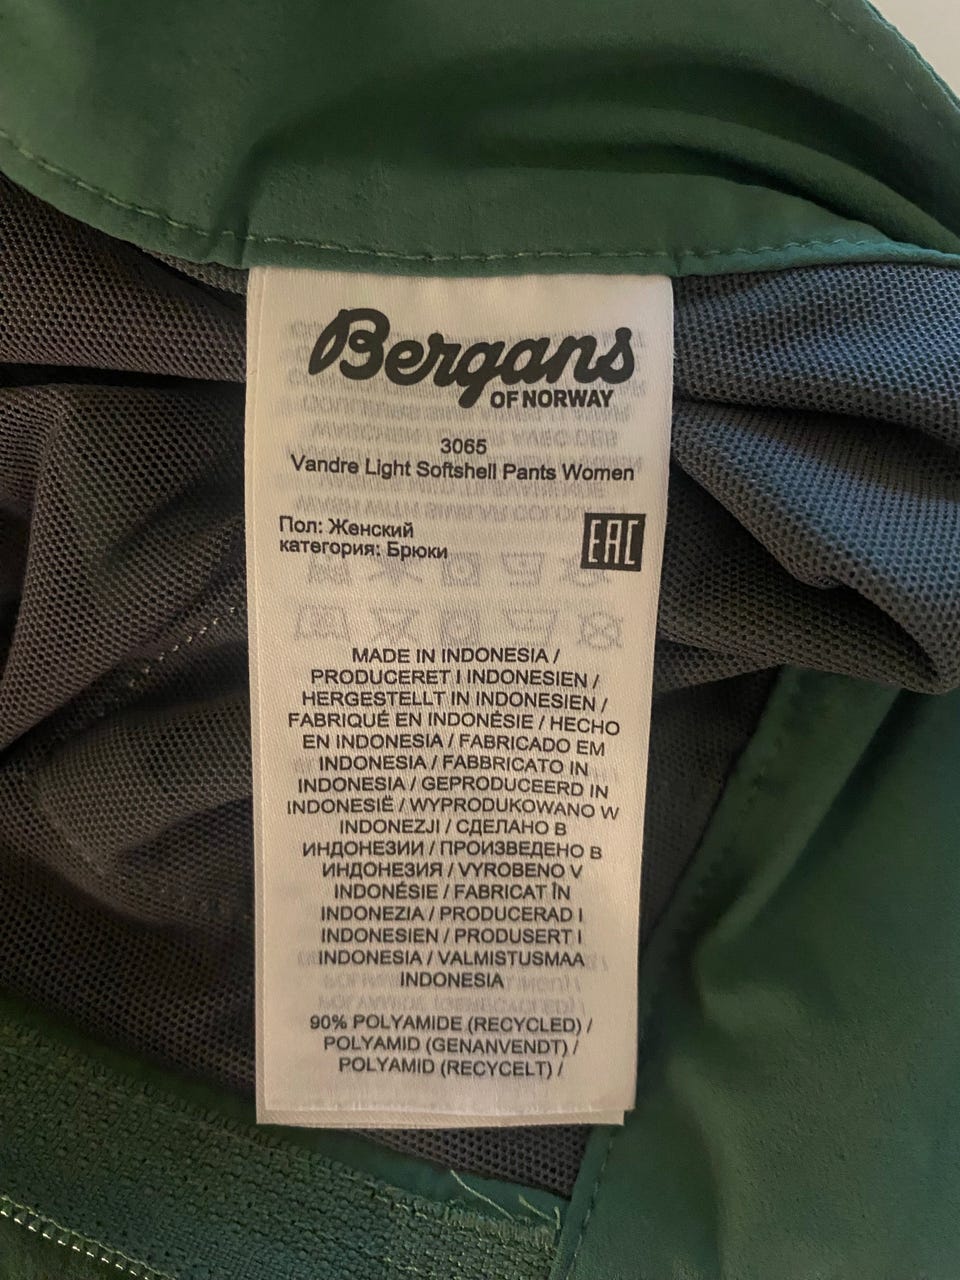 Bergans
OF NORWAY
3065
Vandre Light Softshell Pants Women
Пол: Женский
категория: Брюки
EAC
MADE IN INDONESIA /
PRODUCERET I INDONESIEN /
HERGESTELLT IN INDONESIEN /
FABRIQUÉ EN INDONÉSIE / HECHO
EN INDONESIA / FABRICADO EM
INDONESIA / FABBRICATO IN
INDONESIA / GEPRODUCEERD IN
INDONESIË / WYPRODUKOWANO W
INDONEZJI / СДЕЛАНО В
ИНДОНЕЗИИ / ПРОИЗВЕДЕНО В
ИНДОНЕЗИЯ / VYROBENO V
INDONÉSIE / FABRICAT ÎN
INDONEZIA / PRODUCERAD I
INDONESIEN / PRODUSERT I
INDONESIA / VALMISTUSMAA
INDONESIA
90% POLYAMIDE (RECYCLED) /
POLYAMID (GENANVENDT) /
POLYAMID (RECYCELT) /